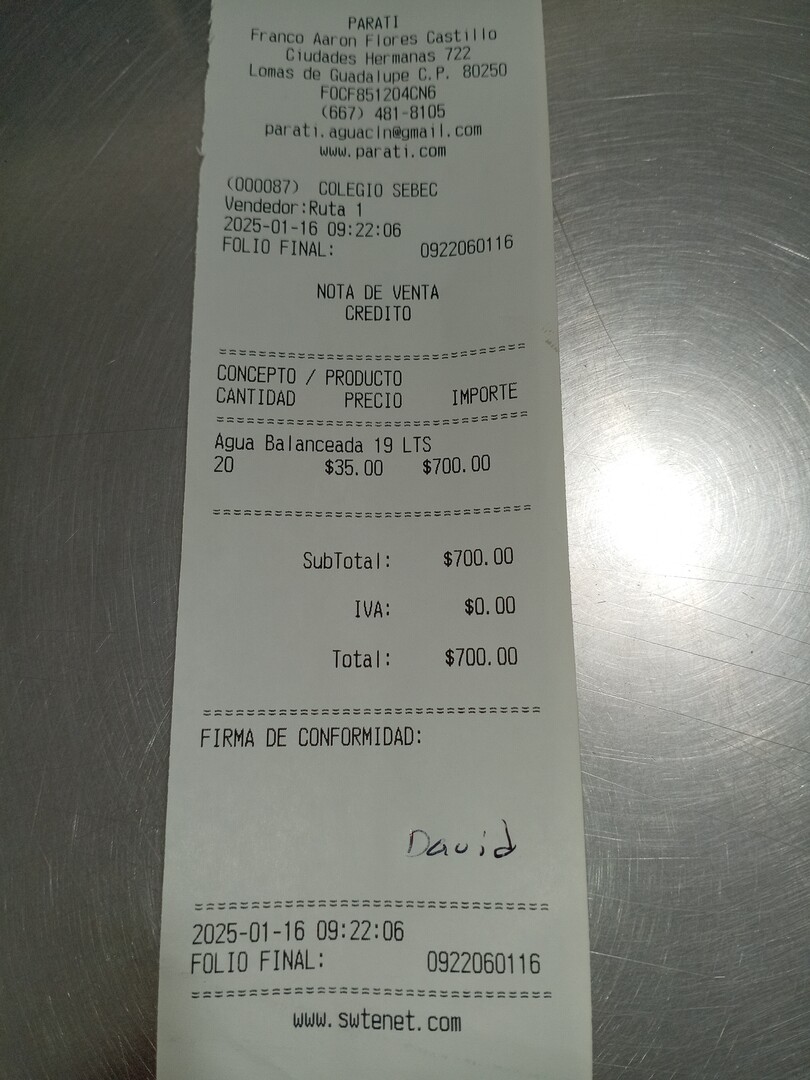 PARATI
Franco Aaron Flores Castillo
Ciudades Hermanas 722
Lomas de Guadalupe C.P. 80250
FOCF851204CN6
(667) 481-8105
parati.aguacln@gmail.com
www.parati.com
(000087) COLEGIO SEBEC
Vendedor:Ruta 1
2025-01-16 09:22:06
FOLIO FINAL: 0922060116
NOTA DE VENTA
CREDITO
==============================
CONCEPTO / PRODUCTO
CANTIDAD PRECIO IMPORTE
==============================
Agua Balanceada 19 LTS
20 $35.00 $700.00
==============================
SubTotal: $700.00
IVA: $0.00
Total: $700.00
==============================
FIRMA DE CONFORMIDAD:
David
==============================
2025-01-16 09:22:06
FOLIO FINAL: 0922060116
==============================
www.swtenet.com